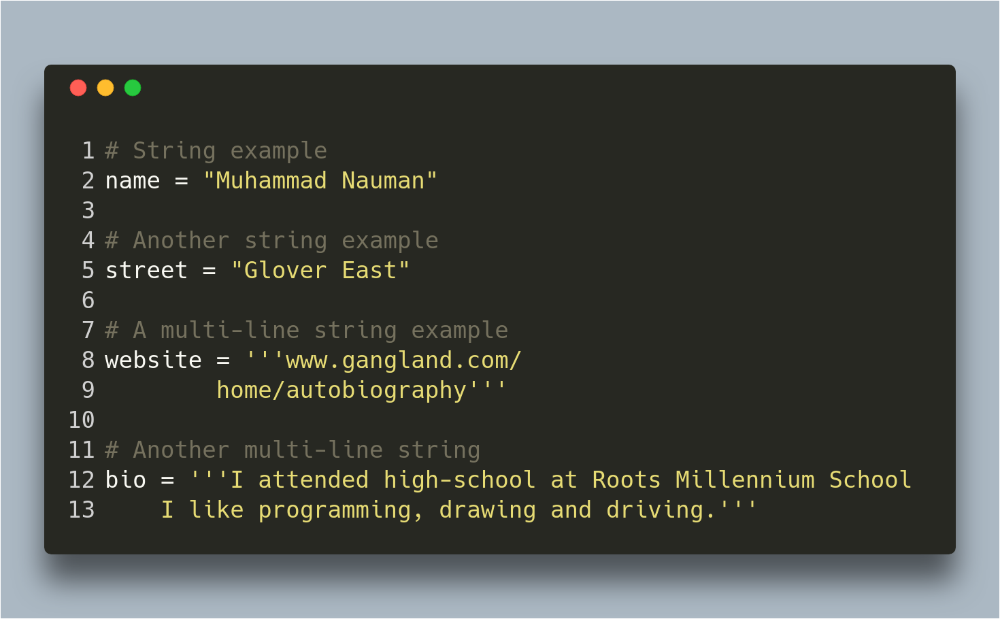 1 # String example
2 name = "Muhammad Nauman"
3
4 # Another string example
5 street = "Glover East"
6
7 # A multi-line string example
8 website = '''www.gangland.com/
9         home/autobiography'''
10
11 # Another multi-line string
12 bio = '''I attended high-school at Roots Millennium School
13     I like programming, drawing and driving.'''